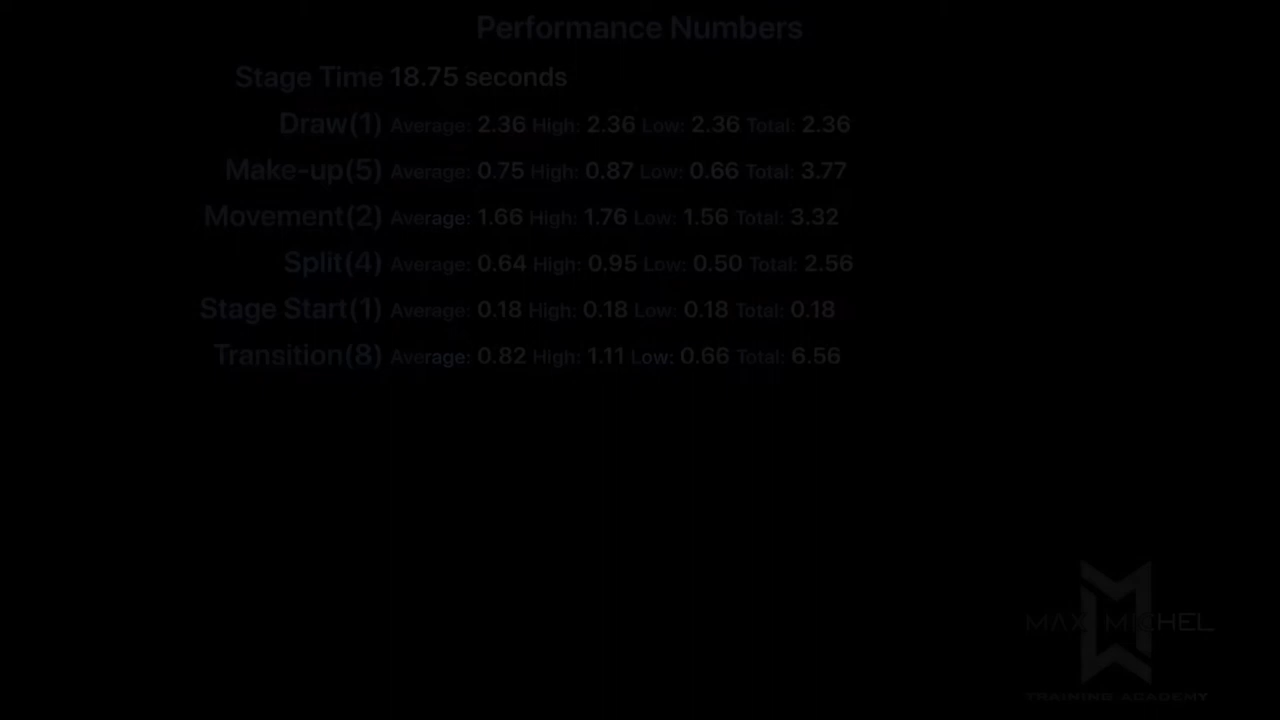 Performance Numbers
Stage Time 18.75 seconds
Draw(1) Average: 2.36 High: 2.36 Low: 2.36 Total: 2.36
Make-up(5) Average: 0.75 High: 0.87 Low: 0.66 Total: 3.77
Movement(2) Average: 1.66 High: 1.76 Low: 1.56 Total: 3.32
Split(4) Average: 0.64 High: 0.95 Low: 0.50 Total: 2.56
Stage Start(1) Average: 0.18 High: 0.18 Low: 0.18 Total: 0.18
Transition(8) Average: 0.82 High: 1.11 Low: 0.66 Total: 6.56
MAX MICHEL
TRAINING ACADEMY